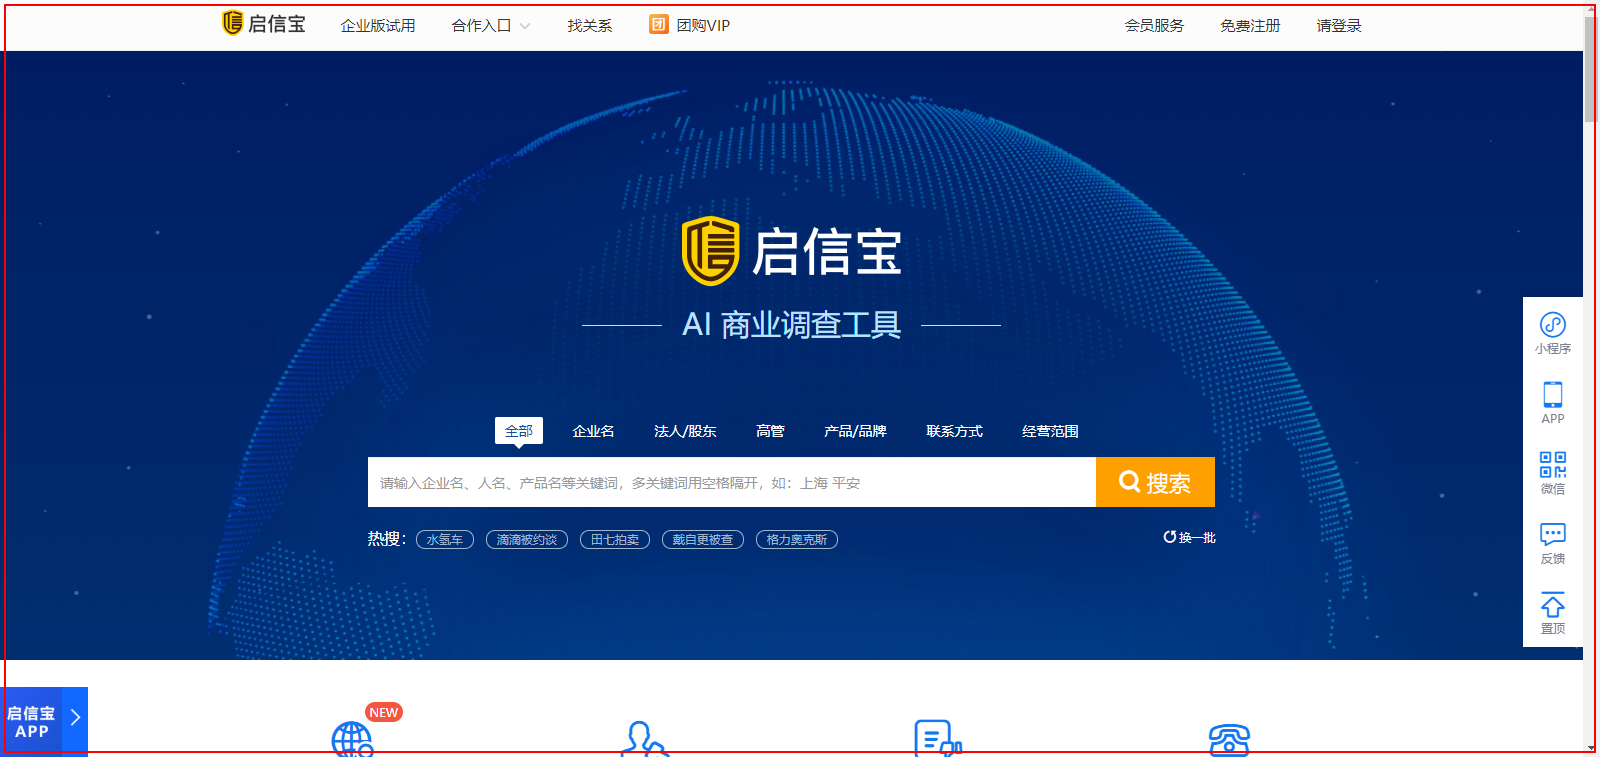 启信宝 企业版试用 合作入口 找关系 团 团购VIP 会员服务 免费注册 请登录
启信宝
AI 商业调查工具
全部 企业名 法人/股东 高管 产品/品牌 联系方式 经营范围
请输入企业名、人名、产品名等关键词，多关键词用空格隔开，如：上海 平安 搜索
热搜： 水氢车 滴滴被约谈 田七拍卖 戴自更被查 格力奥克斯 换一批
小程序
APP
微信
反馈
置顶
启信宝
APP
NEW